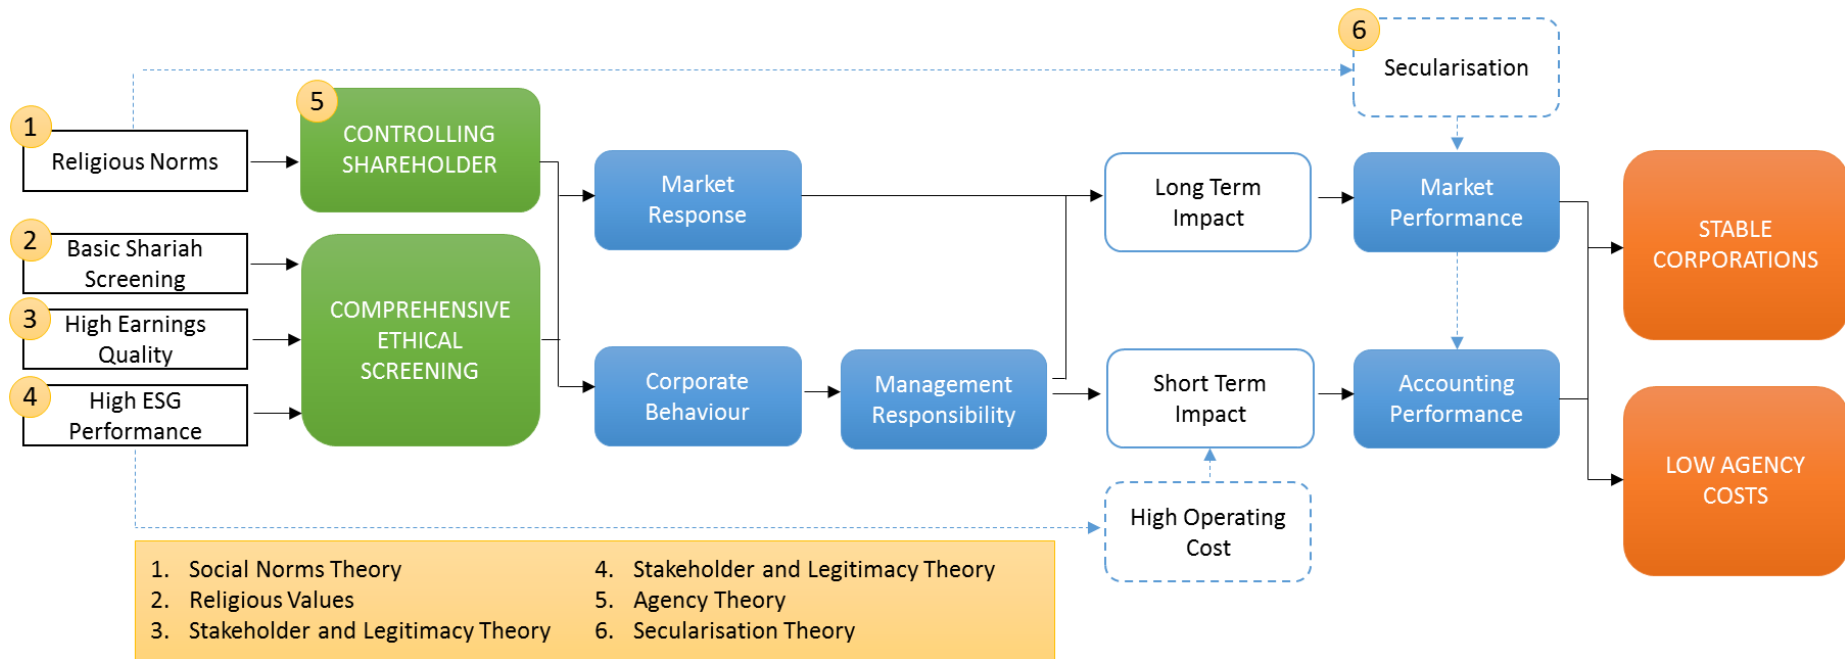 6
Secularisation
1
Religious Norms
5
CONTROLLING
SHAREHOLDER
Market
Response
Long Term
Impact
Market
Performance
STABLE
CORPORATIONS
2
Basic Shariah
Screening
3
High Earnings
Quality
4
High ESG
Performance
COMPREHENSIVE
ETHICAL
SCREENING
Corporate
Behaviour
Management
Responsibility
Short Term
Impact
Accounting
Performance
LOW AGENCY
COSTS
High Operating
Cost
1. Social Norms Theory
2. Religious Values
3. Stakeholder and Legitimacy Theory
4. Stakeholder and Legitimacy Theory
5. Agency Theory
6. Secularisation Theory